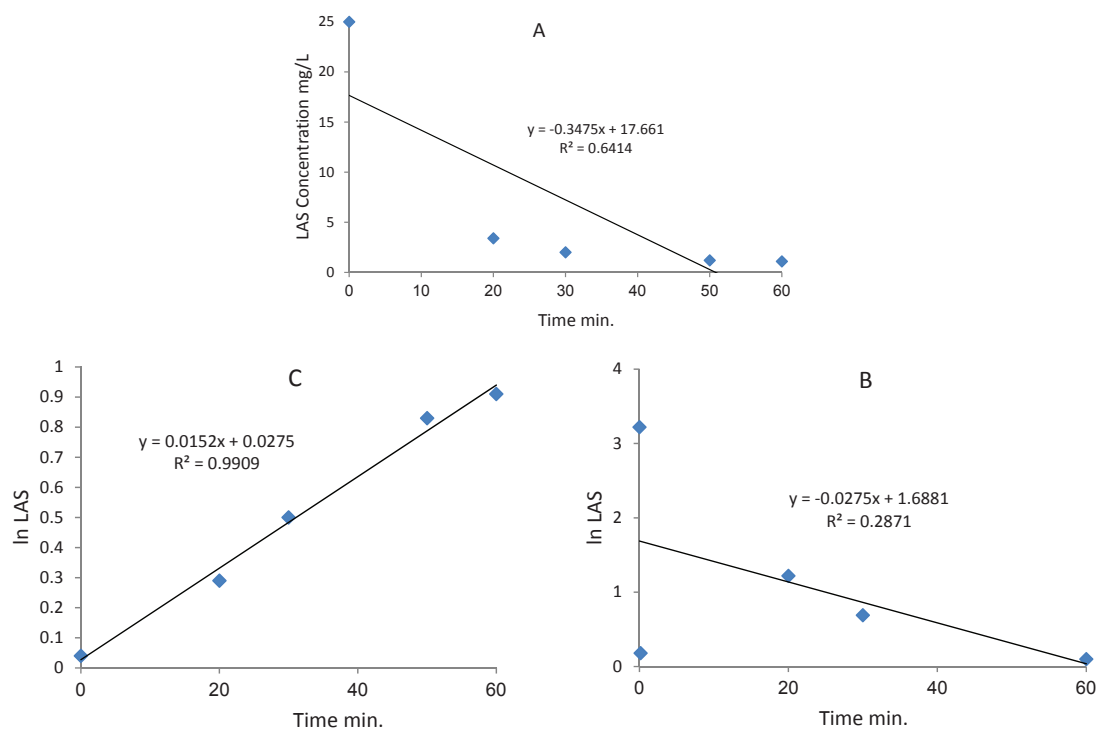 A
LAS Concentration mg/L
25
20
15
10
5
0
y = -0.3475x + 17.661
R² = 0.6414
0 10 20 30 40 50 60
Time min.
C
ln LAS
1
0.9
0.8
0.7
0.6
0.5
0.4
0.3
0.2
0.1
0
y = 0.0152x + 0.0275
R² = 0.9909
0 20 40 60
Time min.
B
ln LAS
4
3
2
1
0
y = -0.0275x + 1.6881
R² = 0.2871
0 20 40 60
Time min.